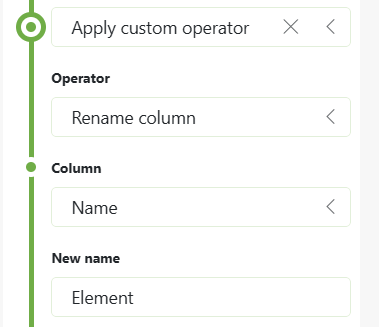 Apply custom operator
Operator
Rename column
Column
Name
New name
Element